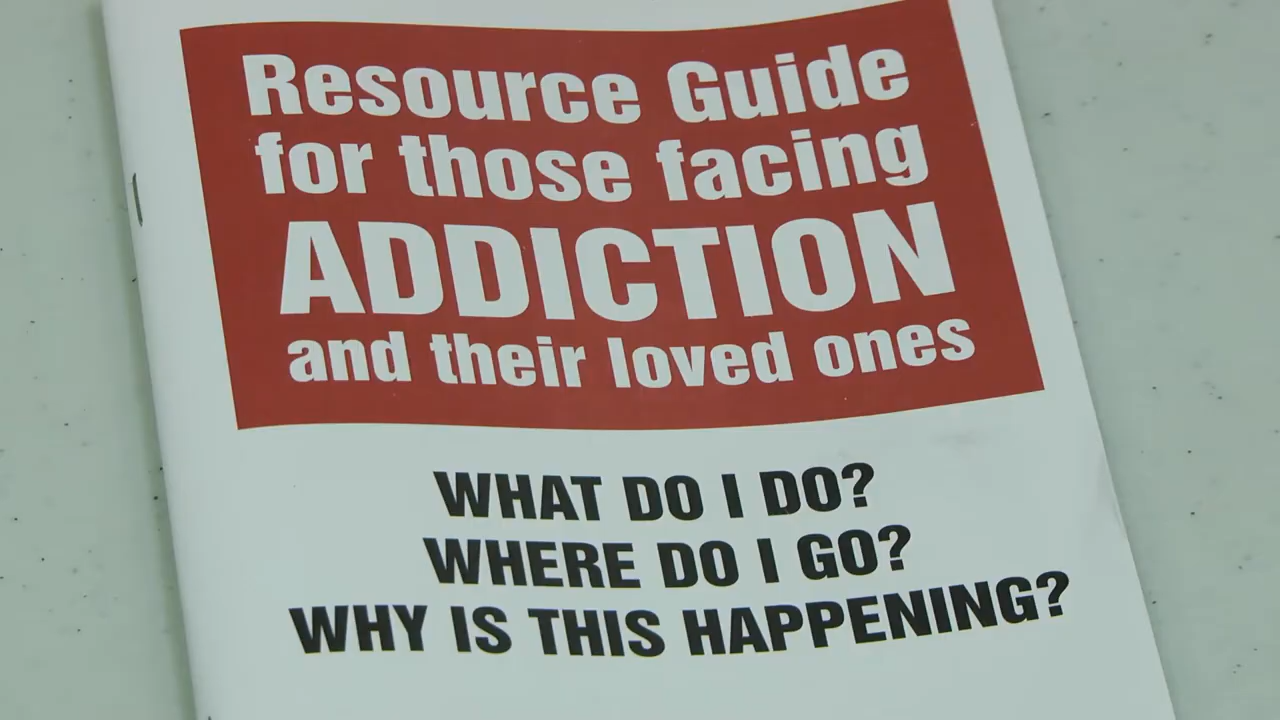 Resource Guide
for those facing
ADDICTION
and their loved ones
WHAT DO I DO?
WHERE DO I GO?
WHY IS THIS HAPPENING?